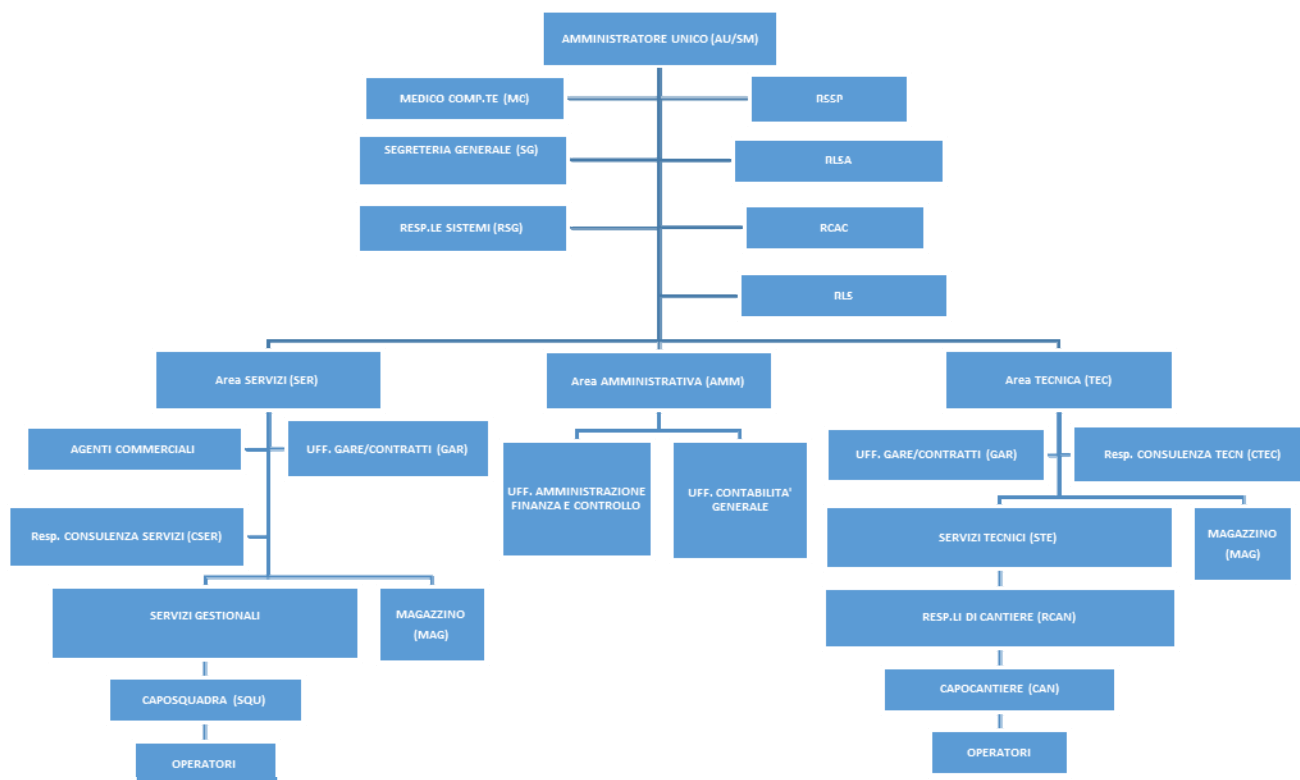 AMMINISTRATORE UNICO (AU/SM)
MEDICO COMP.TE (MC)
RSSP
SEGRETERIA GENERALE (SG)
RLSA
RESP.LE SISTEMI (RSG)
RCAC
RLS
Area SERVIZI (SER)
Area AMMINISTRATIVA (AMM)
Area TECNICA (TEC)
AGENTI COMMERCIALI
UFF. GARE/CONTRATTI (GAR)
UFF. AMMINISTRAZIONE
FINANZA E CONTROLLO
UFF. CONTABILITA'
GENERALE
UFF. GARE/CONTRATTI (GAR)
Resp. CONSULENZA TECN (CTEC)
Resp. CONSULENZA SERVIZI (CSER)
SERVIZI TECNICI (STE)
MAGAZZINO
(MAG)
SERVIZI GESTIONALI
MAGAZZINO
(MAG)
RESP.LI DI CANTIERE (RCAN)
CAPOSQUADRA (SQU)
CAPOCANTIERE (CAN)
OPERATORI
OPERATORI